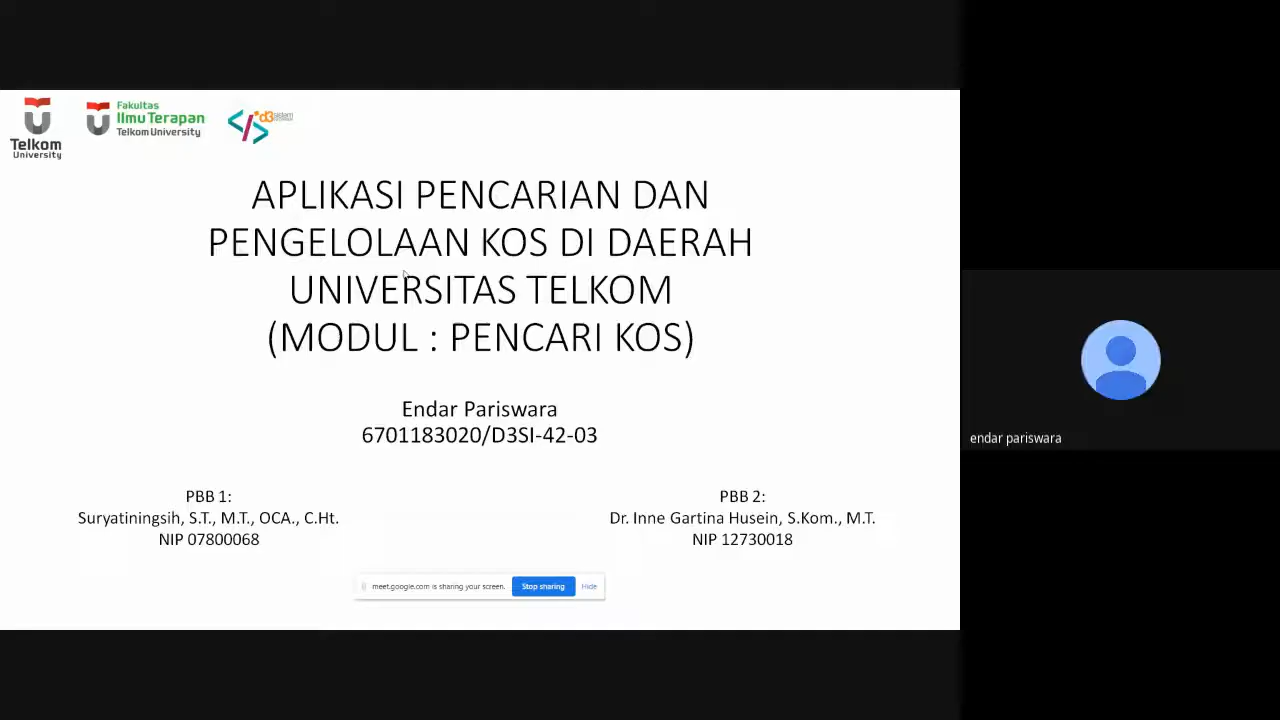 Telkom
University
Fakultas
Ilmu Terapan
Telkom University
d3 sistem
APLIKASI PENCARIAN DAN
PENGELOLAAN KOS DI DAERAH
UNIVERSITAS TELKOM
(MODUL : PENCARI KOS)
Endar Pariswara
6701183020/D3SI-42-03
PBB 1:
Suryatiningsih, S.T., M.T., OCA., C.Ht.
NIP 07800068
PBB 2:
Dr. Inne Gartina Husein, S.Kom., M.T.
NIP 12730018
meet.google.com is sharing your screen.
Stop sharing
Hide
endar pariswara